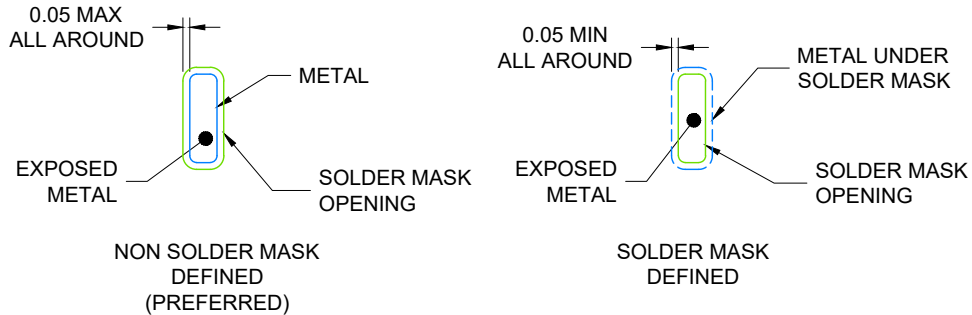 0.05 MAX
ALL AROUND
METAL
EXPOSED
METAL
SOLDER MASK
OPENING
NON SOLDER MASK
DEFINED
(PREFERRED)
0.05 MIN
ALL AROUND
METAL UNDER
SOLDER MASK
EXPOSED
METAL
SOLDER MASK
OPENING
SOLDER MASK
DEFINED